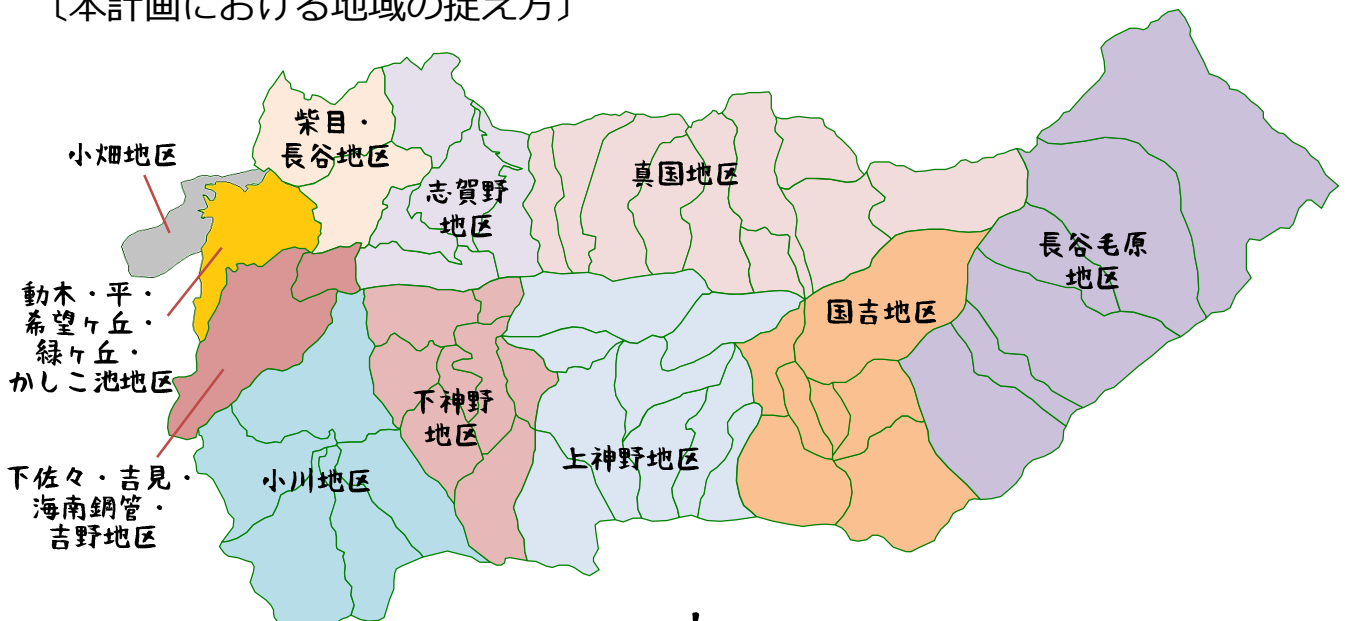 〔本計画における地域の捉え方〕
柴目・
長谷地区
小畑地区
志賀野
地区
真国地区
長谷毛原
地区
動木・平・
希望ヶ丘・
緑ヶ丘・
かしこ池地区
国吉地区
下神野
地区
上神野地区
小川地区
下佐々・吉見・
海南鋼管・
吉野地区